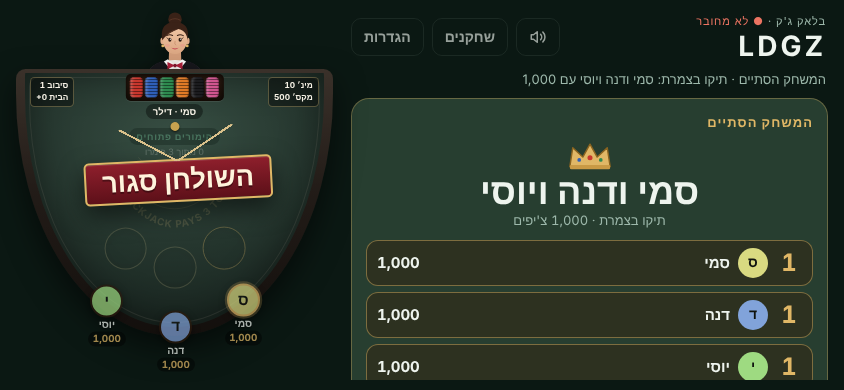 בלאק ג׳ק · לא מחובר
LDGZ
שחקנים
הגדרות
המשחק הסתיים · תיקו בצמרת: סמי ודנה ויוסי עם 1,000
המשחק הסתיים
סמי ודנה ויוסי
תיקו בצמרת · 1,000 צ׳יפים
1 ס סמי 1,000
1 ד דנה 1,000
1 י יוסי 1,000
מינ׳ 10
מקס׳ 500
סיבוב 1
הבית 0+
סמי · דילר
הימורים פתוחים
השולחן סגור
ס
סמי
1,000
ד
דנה
1,000
י
יוסי
1,000